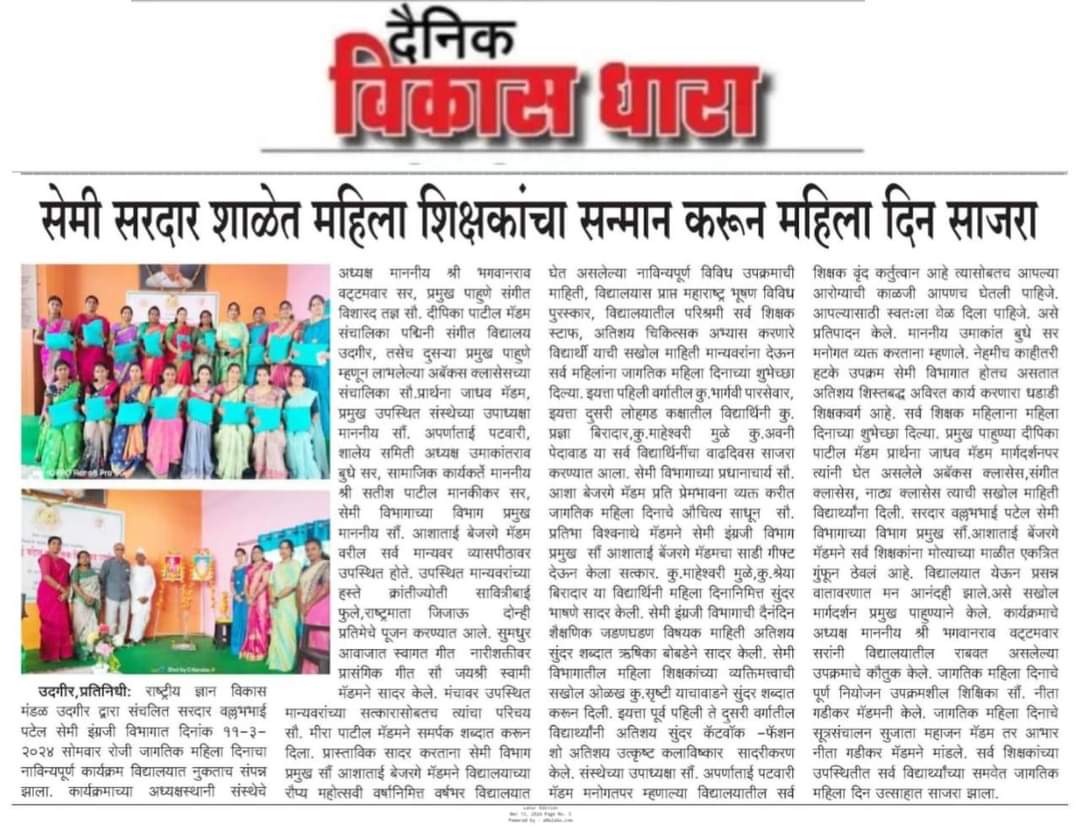 दैनिक
विकास धारा
सेमी सरदार शाळेत महिला शिक्षकांचा सन्मान करून महिला दिन साजरा
उदगीर,प्रतिनिधी: राष्ट्रीय ज्ञान विकास
मंडळ उदगीर द्वारा संचलित सरदार वल्लभभाई
पटेल सेमी इंग्रजी विभागात दिनांक ११-३-
२०२४ सोमवार रोजी जागतिक महिला दिनाचा
नाविन्यपूर्ण कार्यक्रम विद्यालयात नुकताच संपन्न
झाला. कार्यक्रमाच्या अध्यक्षस्थानी संस्थेचे
अध्यक्ष माननीय श्री भगवानराव
वट्टमवार सर, प्रमुख पाहुणे संगीत
विशारद तज्ञ सौ. दीपिका पाटील मॅडम
संचालिका पद्मिनी संगीत विद्यालय
उदगीर, तसेच दुसऱ्या प्रमुख पाहुणे
म्हणून लाभलेल्या अबॅकस क्लासेसच्या
संचालिका सौ.प्रार्थना जाधव मॅडम,
प्रमुख उपस्थित संस्थेच्या उपाध्यक्षा
माननीय सौं. अपर्णाताई पटवारी,
शालेय समिती अध्यक्ष उमाकांतराव
बुधे सर, सामाजिक कार्यकर्ते माननीय
श्री सतीश पाटील मानकीकर सर,
सेमी विभागाच्या विभाग प्रमुख
माननीय सौं. आशाताई बेजरगे मॅडम
वरील सर्व मान्यवर व्यासपीठावर
उपस्थित होते. उपस्थित मान्यवरांच्या
हस्ते क्रांतीज्योती सावित्रीबाई
फुले,राष्ट्रमाता जिजाऊ दोन्ही
प्रतिमेचे पूजन करण्यात आले. सुमधुर
आवाजात स्वागत गीत नारीशक्तीवर
प्रासंगिक गीत सौ जयश्री स्वामी
मॅडमने सादर केले. मंचावर उपस्थित
मान्यवरांच्या सत्कारासोबतच त्यांचा परिचय
सौ. मीरा पाटील मॅडमने समर्पक शब्दात करून
दिला. प्रास्ताविक सादर करताना सेमी विभाग
प्रमुख सौं आशाताई बेजरगे मॅडमने विद्यालयाच्या
रौप्य महोत्सवी वर्षानिमित्त वर्षभर विद्यालयात
घेत असलेल्या नाविन्यपूर्ण विविध उपक्रमाची
माहिती, विद्यालयास प्राप्त महाराष्ट्र भूषण विविध
पुरस्कार, विद्यालयातील परिश्रमी सर्व शिक्षक
स्टाफ, अतिशय चिकित्सक अभ्यास करणारे
विद्यार्थी याची सखोल माहिती मान्यवरांना देऊन
सर्व महिलांना जागतिक महिला दिनाच्या शुभेच्छा
दिल्या. इयत्ता पहिली वर्गातील कु.भार्गवी पारसेवार,
इयत्ता दुसरी लोहगड कक्षातील विद्यार्थिनी कु.
प्रज्ञा बिरादार,कु.माहेश्वरी मुळे कु.अवनी
पेदावाड या सर्व विद्यार्थिनींचा वाढदिवस साजरा
करण्यात आला. सेमी विभागाच्या प्रधानाचार्य सौ.
आशा बेजरगे मॅडम प्रति प्रेमभावना व्यक्त करीत
जागतिक महिला दिनाचे औचित्य साधून सौ.
प्रतिभा विश्वनाथे मॅडमने सेमी इंग्रजी विभाग
प्रमुख सौं आशाताई बेंजरगे मॅडमचा साडी गीफ्ट
देऊन केला सत्कार. कु.माहेश्वरी मुळे,कु.श्रेया
बिरादार या विद्यार्थिनी महिला दिनानिमित्त सुंदर
भाषणे सादर केली. सेमी इंग्रजी विभागाची दैनंदिन
शैक्षणिक जडणघडण विषयक माहिती अतिशय
सुंदर शब्दात ऋषिका बोबडेने सादर केली. सेमी
विभागातील महिला शिक्षकांच्या व्यक्तिमत्त्वाची
सखोल ओळख कु.सृष्टी याचावाडने सुंदर शब्दात
करून दिली. इयत्ता पूर्व पहिली ते दुसरी वर्गातील
विद्यार्थ्यांनी अतिशय सुंदर कॅटवॉक -फॅशन
शो अतिशय उत्कृष्ट कलाविष्कार सादरीकरण
केले. संस्थेच्या उपाध्यक्षा सौं. अपर्णाताई पटवारी
मॅडम मनोगतपर म्हणाल्या विद्यालयातील सर्व
शिक्षक वृंद कर्तुत्वान आहे त्यासोबतच आपल्या
आरोग्याची काळजी आपणच घेतली पाहिजे.
आपल्यासाठी स्वतःला वेळ दिला पाहिजे. असे
प्रतिपादन केले. माननीय उमाकांत बुधे सर
मनोगत व्यक्त करताना म्हणाले. नेहमीच काहीतरी
हटके उपक्रम सेमी विभागात होतच असतात
अतिशय शिस्तबद्ध अविरत कार्य करणारा धडाडी
शिक्षकवर्ग आहे. सर्व शिक्षक महिलाना महिला
दिनाच्या शुभेच्छा दिल्या. प्रमुख पाहुण्या दीपिका
पाटील मॅडम प्रार्थना जाधव मॅडम मार्गदर्शनपर
त्यांनी घेत असलेले अबॅकस क्लासेस,संगीत
क्लासेस, नाट्य क्लासेस त्याची सखोल माहिती
विद्यार्थ्यांना दिली. सरदार वल्लभभाई पटेल सेमी
विभागाच्या विभाग प्रमुख सौं.आशाताई बेंजरगे
मॅडमने सर्व शिक्षकांना मोत्याच्या माळीत एकत्रित
गुंफून ठेवलं आहे. विद्यालयात येऊन प्रसन्न
वातावरणात मन आनंदही झाले.असे सखोल
मार्गदर्शन प्रमुख पाहुण्याने केले. कार्यक्रमाचे
अध्यक्ष माननीय श्री भगवानराव वट्टमवार
सरांनी विद्यालयातील राबवत असलेल्या
उपक्रमाचे कौतुक केले. जागतिक महिला दिनाचे
पूर्ण नियोजन उपक्रमशील शिक्षिका सौं. नीता
गडीकर मॅडमनी केले. जागतिक महिला दिनाचे
सूत्रसंचालन सुजाता महाजन मॅडम तर आभार
नीता गडीकर मॅडमने मांडले. सर्व शिक्षकांच्या
उपस्थितीत सर्व विद्यार्थ्यांच्या समवेत जागतिक
महिला दिन उत्साहात साजरा झाला.
Latur Edition
Powered by :